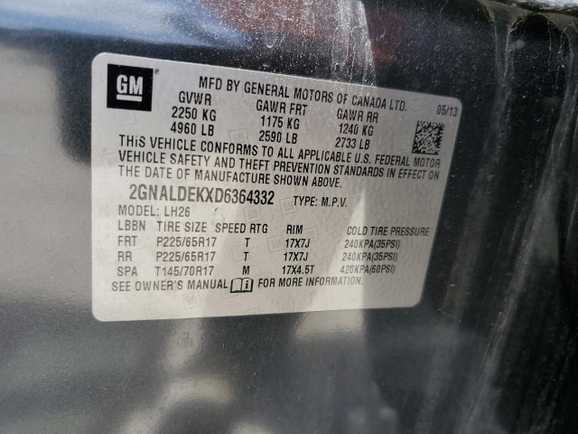 GM
MFD BY GENERAL MOTORS OF CANADA LTD. 05/13
GVWR GAWR FRT GAWR RR
2250 KG 1175 KG 1240 KG
4960 LB 2590 LB 2733 LB
THIS VEHICLE CONFORMS TO ALL APPLICABLE U.S. FEDERAL MOTOR
VEHICLE SAFETY AND THEFT PREVENTION STANDARDS IN EFFECT ON
THE DATE OF MANUFACTURE SHOWN ABOVE.
2GNALDEKXD6364332 TYPE: M.P.V.
MODEL: LH26
LBBN TIRE SIZE SPEED RTG RIM COLD TIRE PRESSURE
FRT P225/65R17 T 17X7J 240KPA(35PSI)
RR P225/65R17 T 17X7J 240KPA(35PSI)
SPA T145/70R17 M 17X4.5T 420KPA(60PSI)
SEE OWNER'S MANUAL FOR MORE INFORMATION.